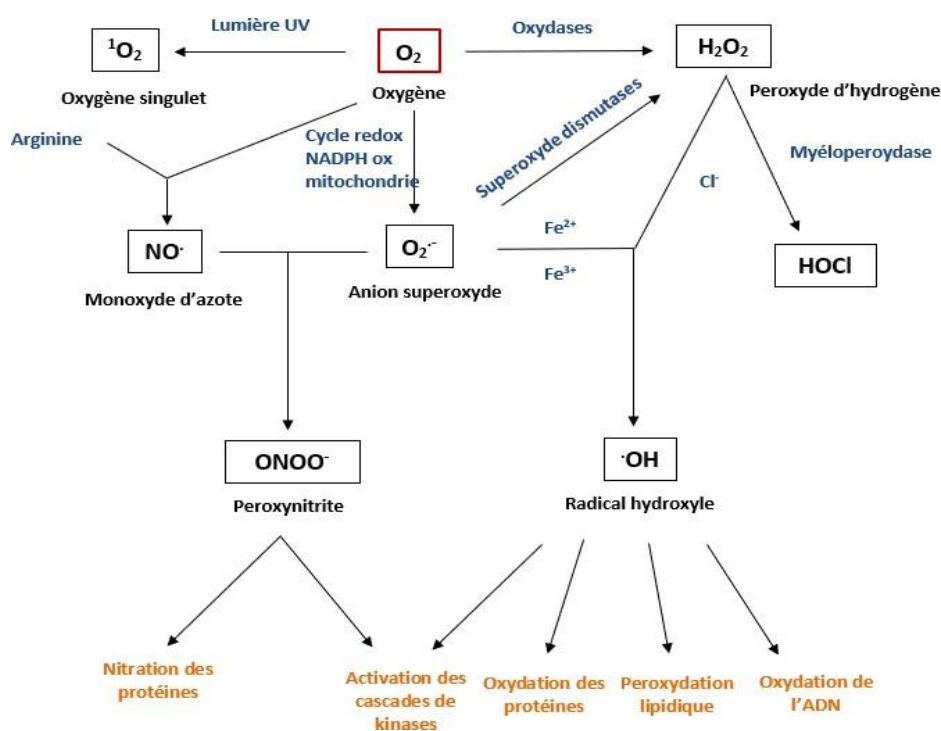 Lumière UV
Oxydases
¹O₂
O₂
H₂O₂
Oxygène singulet
Oxygène
Peroxyde d’hydrogène
Arginine
Cycle redox
NADPH ox
mitochondrie
Superoxyde dismutases
Myéloperoydase
Cl⁻
NO·
O₂·⁻
Fe²⁺
Fe³⁺
HOCl
Monoxyde d’azote
Anion superoxyde
ONOO⁻
·OH
Peroxynitrite
Radical hydroxyle
Nitration des
protéines
Activation des
cascades de
kinases
Oxydation des
protéines
Peroxydation
lipidique
Oxydation de
l’ADN